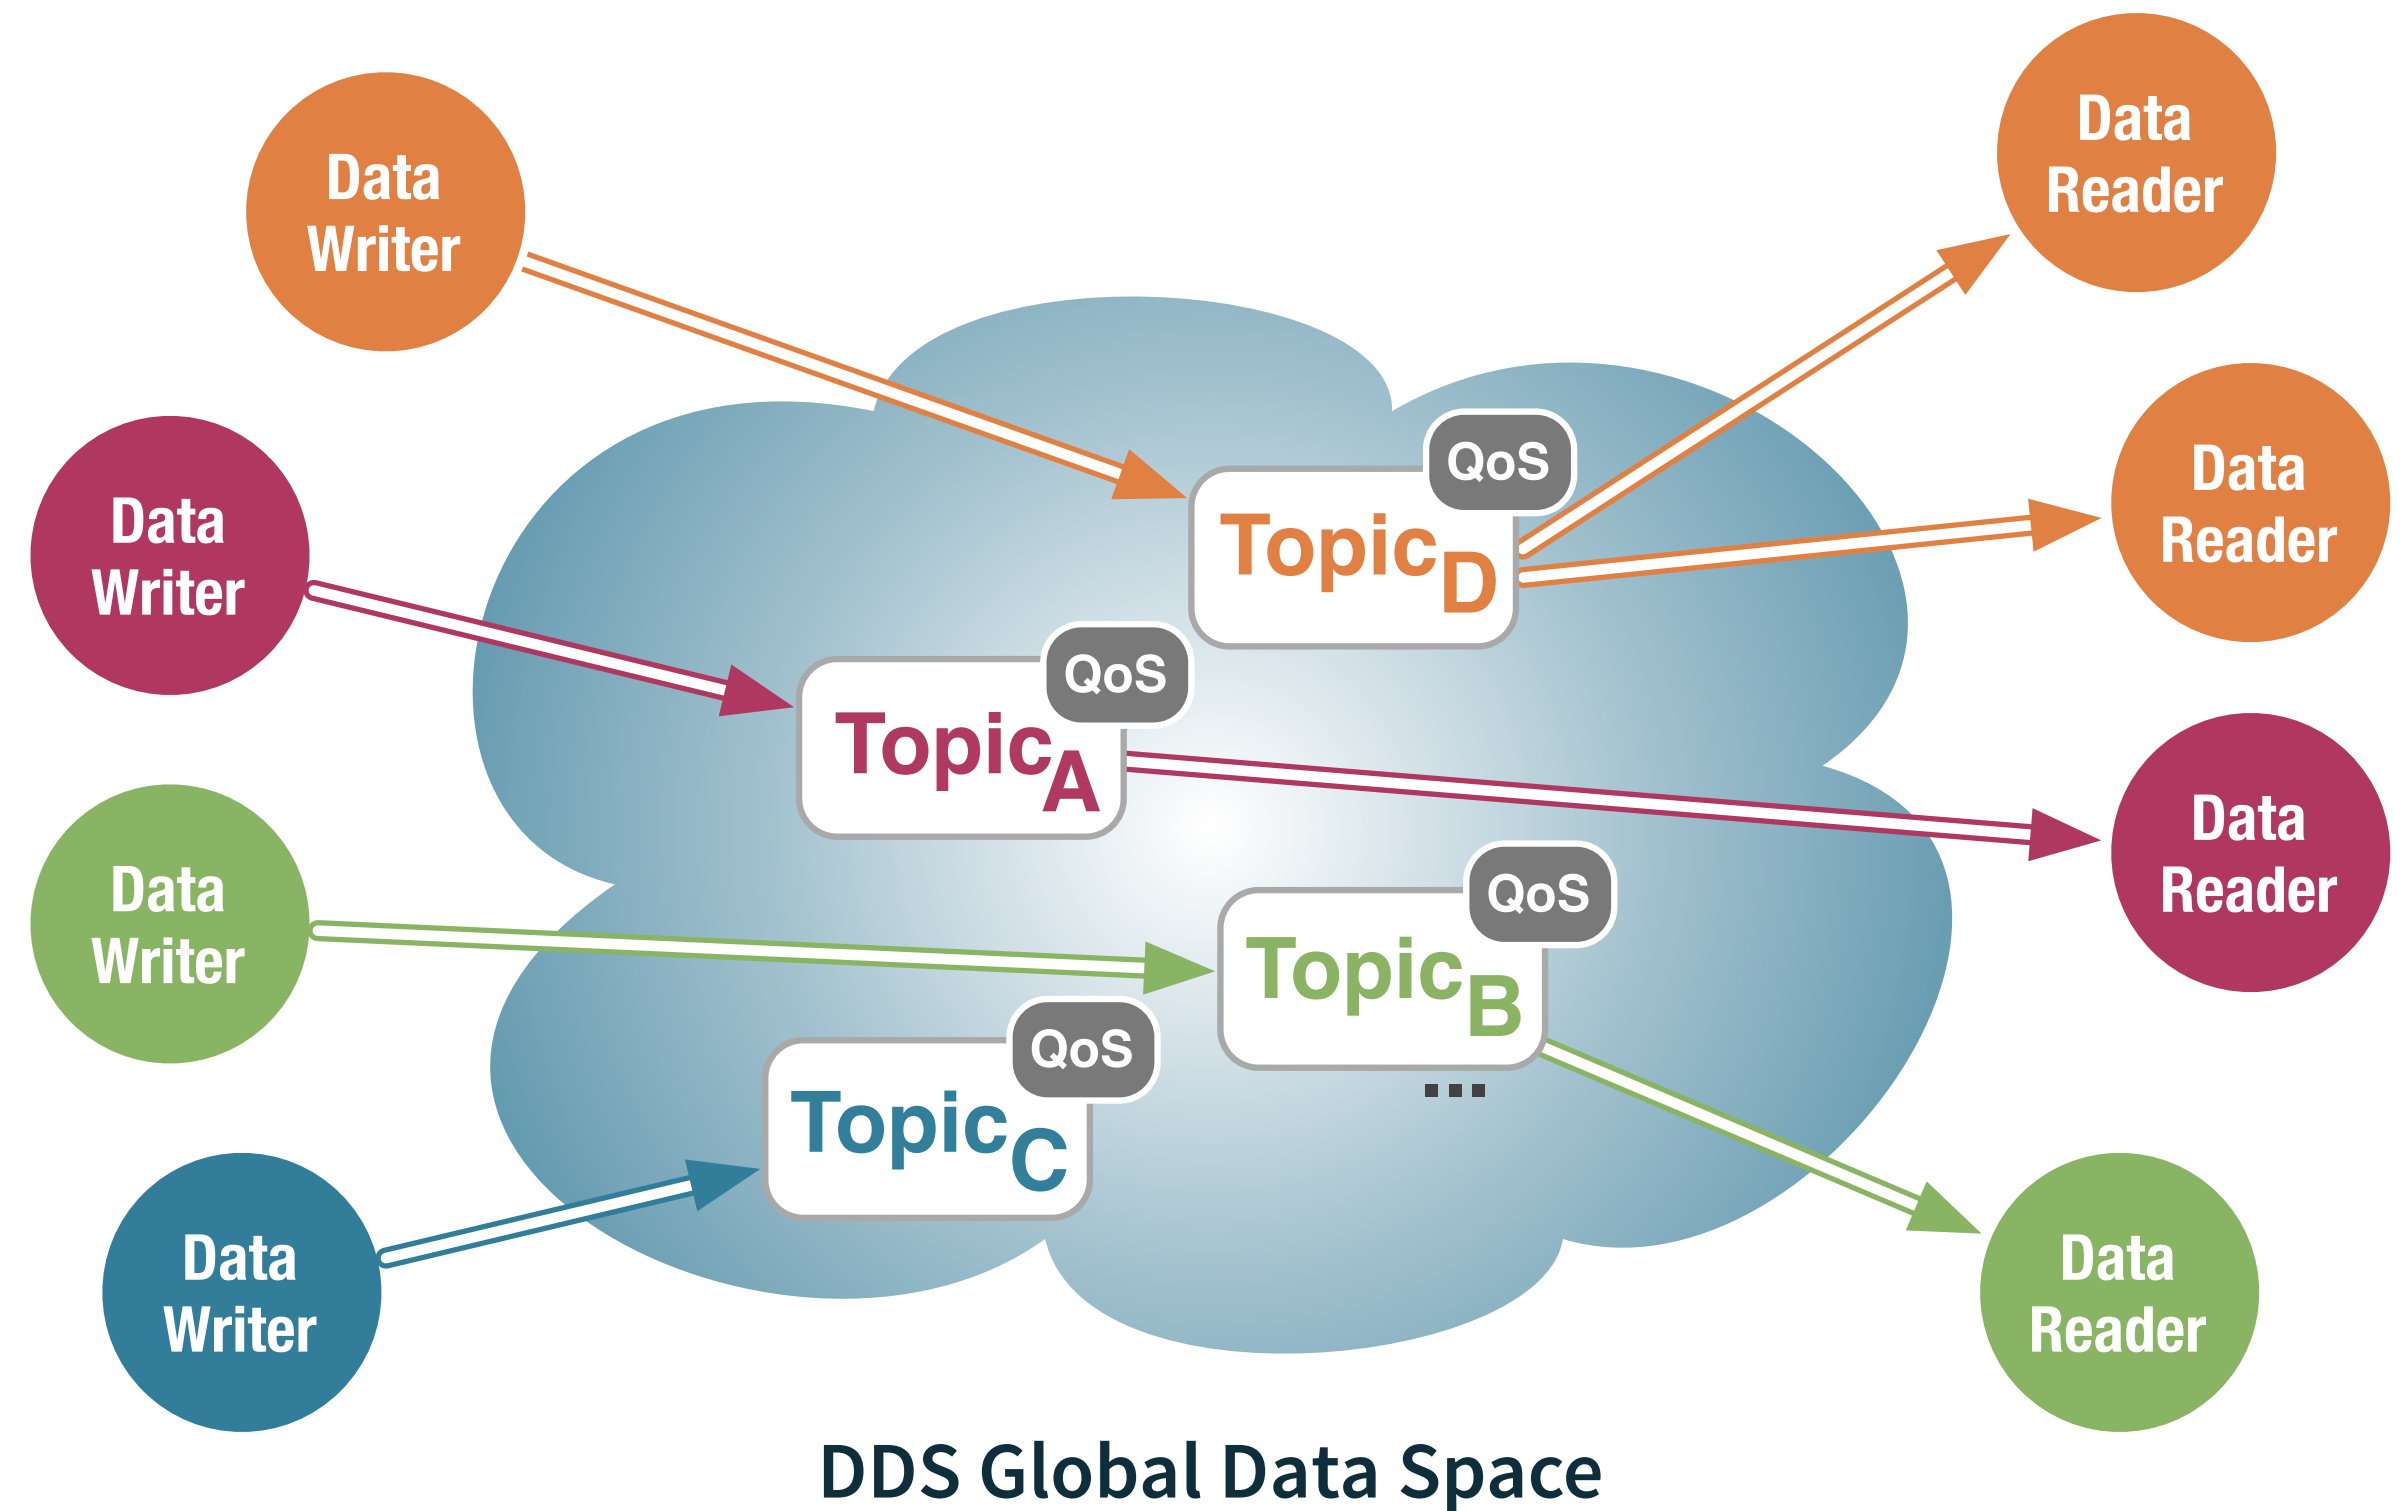 Data
Writer
Data
Reader
Data
Writer
QoS
Topic D
Data
Reader
QoS
Topic A
Data
Reader
Data
Writer
QoS
Topic B
...
QoS
Topic C
Data
Writer
Data
Reader
DDS Global Data Space